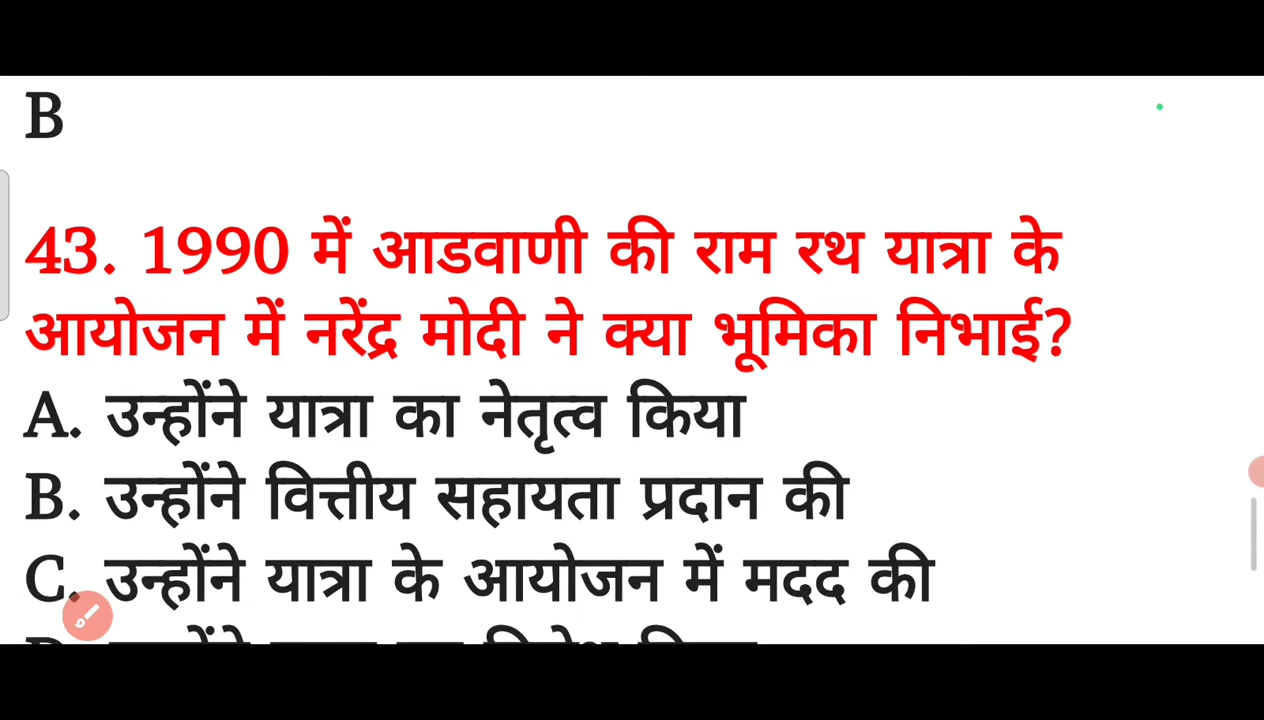 B
43. 1990 में आडवाणी की राम रथ यात्रा के
आयोजन में नरेंद्र मोदी ने क्या भूमिका निभाई?
A. उन्होंने यात्रा का नेतृत्व किया
B. उन्होंने वित्तीय सहायता प्रदान की
C. उन्होंने यात्रा के आयोजन में मदद की